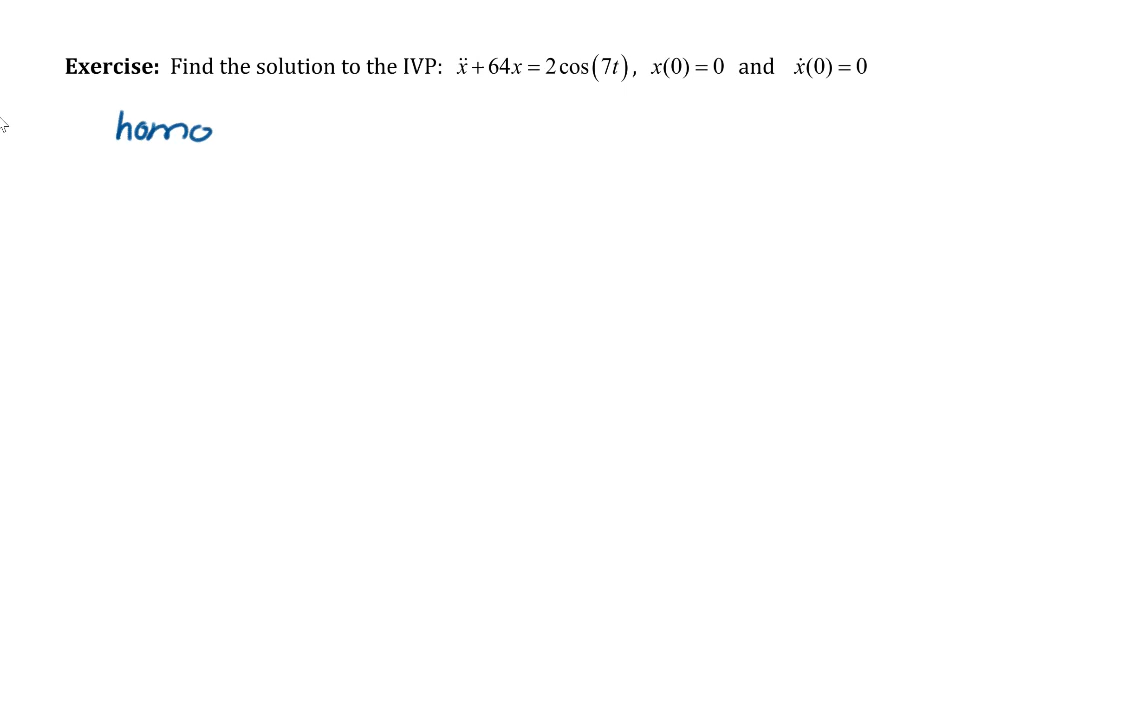 Exercise: Find the solution to the IVP: ẍ + 64x = 2cos(7t), x(0) = 0 and ẋ(0) = 0
homo